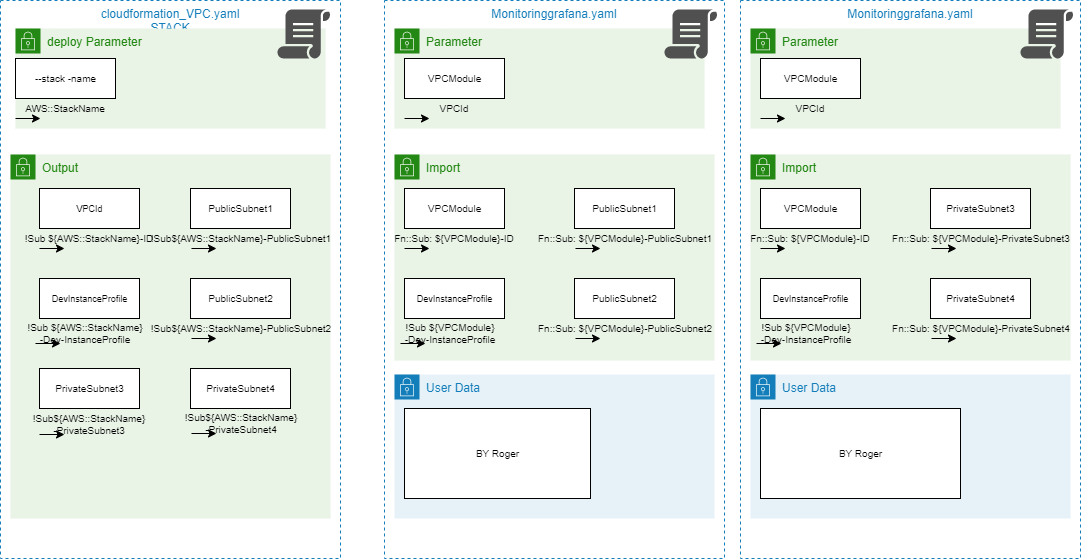 cloudformation_VPC.yaml
STACK
deploy Parameter
--stack -name
AWS::StackName
Output
VPCId
!Sub ${AWS::StackName}-ID
PublicSubnet1
!Sub${AWS::StackName}-PublicSubnet1
DevInstanceProfile
!Sub ${AWS::StackName}
-Dev-InstanceProfile
PublicSubnet2
!Sub${AWS::StackName}-PublicSubnet2
PrivateSubnet3
!Sub${AWS::StackName}
-PrivateSubnet3
PrivateSubnet4
!Sub${AWS::StackName}
-PrivateSubnet4
Monitoringgrafana.yaml
Parameter
VPCModule
VPCId
Import
VPCModule
Fn::Sub: ${VPCModule}-ID
PublicSubnet1
Fn::Sub: ${VPCModule}-PublicSubnet1
DevInstanceProfile
!Sub ${VPCModule}
-Dev-InstanceProfile
PublicSubnet2
Fn::Sub: ${VPCModule}-PublicSubnet2
User Data
BY Roger
Monitoringgrafana.yaml
Parameter
VPCModule
VPCId
Import
VPCModule
Fn::Sub: ${VPCModule}-ID
PrivateSubnet3
Fn::Sub: ${VPCModule}-PrivateSubnet3
DevInstanceProfile
!Sub ${VPCModule}
-Dev-InstanceProfile
PrivateSubnet4
Fn::Sub: ${VPCModule}-PrivateSubnet4
User Data
BY Roger